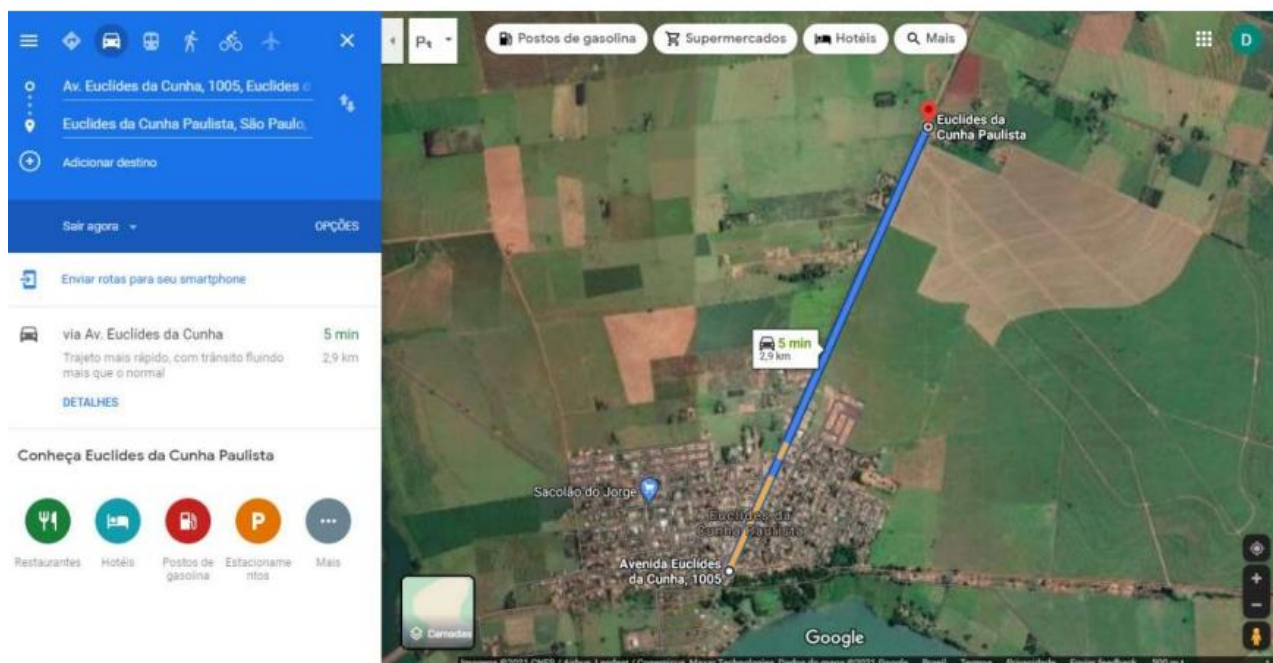 Av. Euclides da Cunha, 1005, Euclides
Euclides da Cunha Paulista, São Paulo,
Adicionar destino
Sair agora
OPÇÕES
Enviar rotas para seu smartphone
via Av. Euclides da Cunha
5 min
Trajeto mais rápido, com trânsito fluindo
2,9 km
mais que o normal
DETALHES
Conheça Euclides da Cunha Paulista
P
Restaurantes
Hotéis
Postos de
gasolina
Estacioname
ntos
Mais
Postos de gasolina
Supermercados
Hotéis
Mais
D
Euclides da
Cunha Paulista
5 min
2,9 km
Sacolão do Jorge
Euclides da
Cunha Paulista
Avenida Euclides
da Cunha, 1005
Camadas
Google